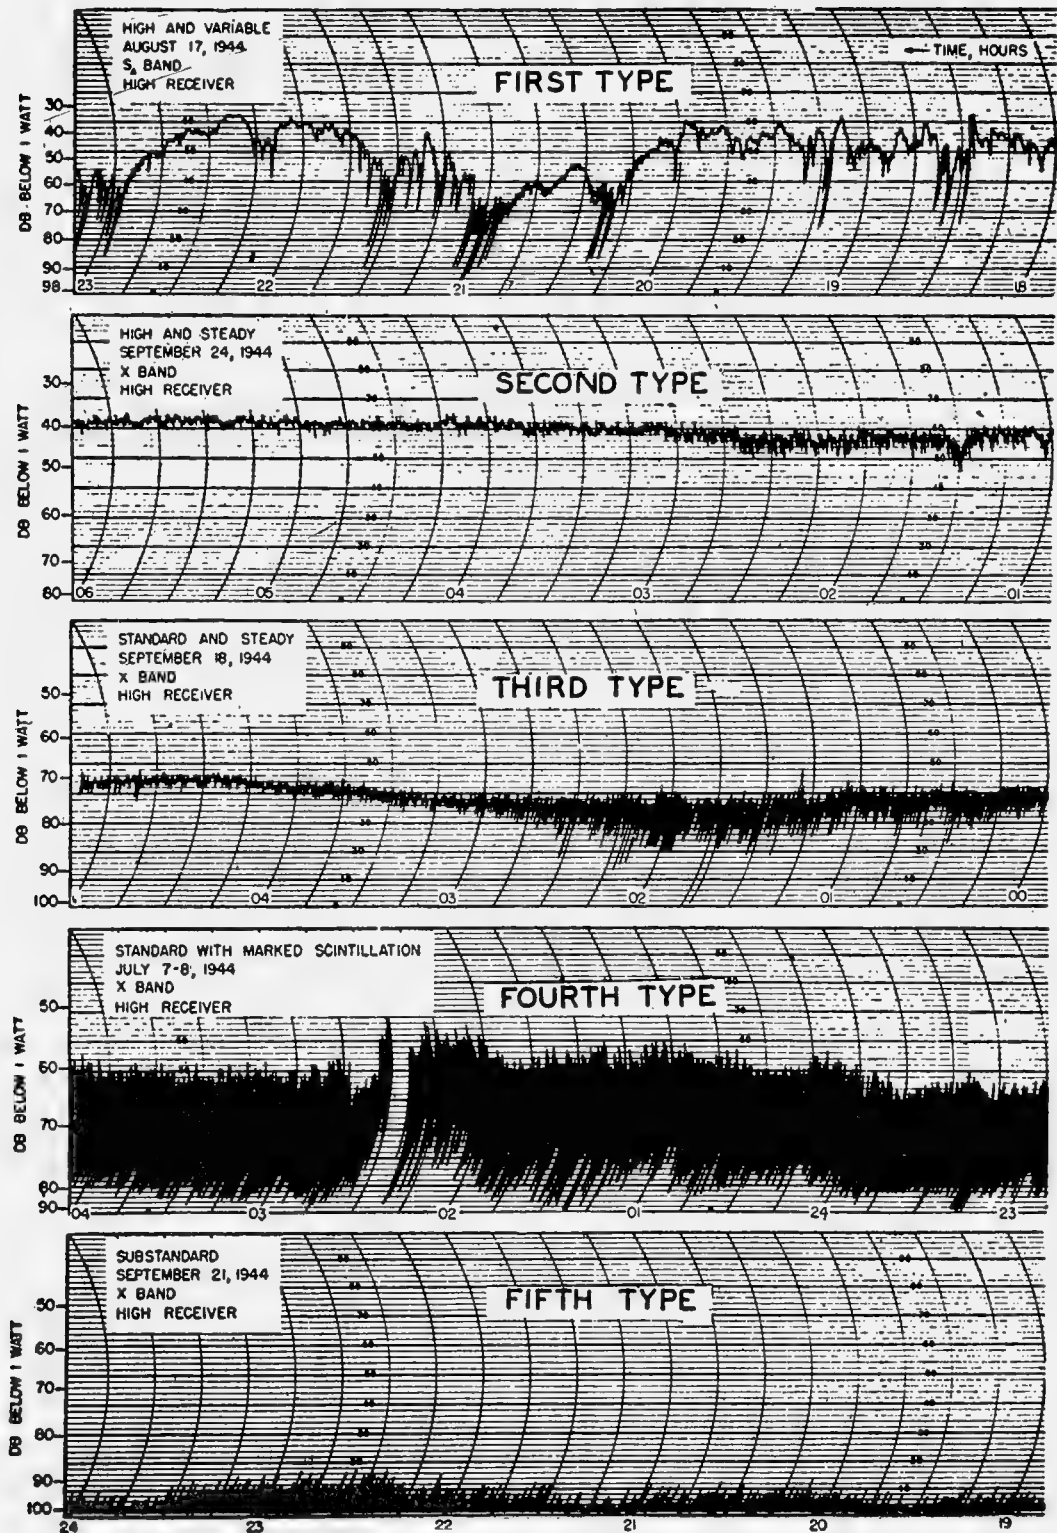 HIGH AND VARIABLE
AUGUST 17, 1944
S BAND
HIGH RECEIVER
FIRST TYPE
← TIME, HOURS
DB BELOW 1 WATT
30
40
50
60
70
80
90
98
23 22 21 20 19 18
HIGH AND STEADY
SEPTEMBER 24, 1944
X BAND
HIGH RECEIVER
SECOND TYPE
DB BELOW 1 WATT
30
40
50
60
70
80
06 05 04 03 02 01
STANDARD AND STEADY
SEPTEMBER 18, 1944
X BAND
HIGH RECEIVER
THIRD TYPE
DB BELOW 1 WATT
50
60
70
80
90
100
04 03 02 01 00
STANDARD WITH MARKED SCINTILLATION
JULY 7-8, 1944
X BAND
HIGH RECEIVER
FOURTH TYPE
DB BELOW 1 WATT
50
60
70
80
90
04 03 02 01 24 23
SUBSTANDARD
SEPTEMBER 21, 1944
X BAND
HIGH RECEIVER
FIFTH TYPE
DB BELOW 1 WATT
50
60
70
80
90
100
24 23 22 21 20 19